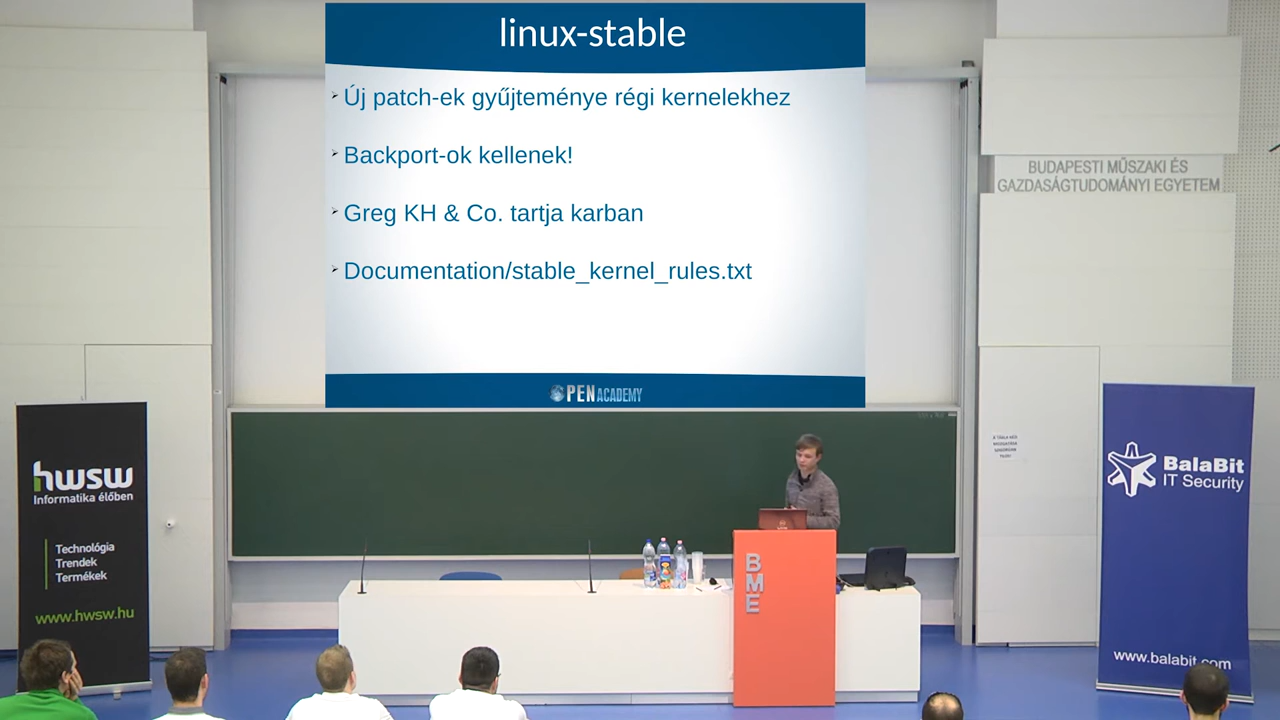 linux-stable
Új patch-ek gyűjteménye régi kernelekhez
Backport-ok kellenek!
Greg KH & Co. tartja karban
Documentation/stable_kernel_rules.txt
PEN ACADEMY
BUDAPESTI MŰSZAKI ÉS
GAZDASÁGTUDOMÁNYI EGYETEM
hwsw
Informatika élőben
Technológia
Trendek
Termékek
www.hwsw.hu
BME
BalaBit
IT Security
www.balabit.com